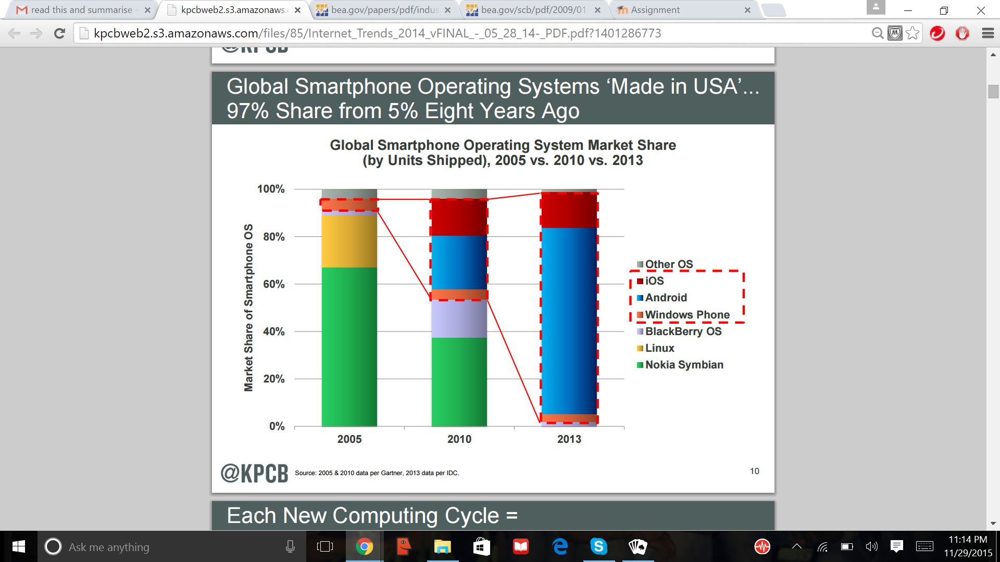 read this and summarise -
kpcbweb2.s3.amazonaws.
bea.gov/papers/pdf/indus
bea.gov/scb/pdf/2009/01
Assignment
kpcbweb2.s3.amazonaws.com/files/85/Internet_Trends_2014_vFINAL_-_05_28_14-_PDF.pdf?1401286773
@KPCB
Global Smartphone Operating Systems ‘Made in USA’...
97% Share from 5% Eight Years Ago
Global Smartphone Operating System Market Share
(by Units Shipped), 2005 vs. 2010 vs. 2013
Market Share of Smartphone OS
100%
80%
60%
40%
20%
0%
2005
2010
2013
Other OS
iOS
Android
Windows Phone
BlackBerry OS
Linux
Nokia Symbian
@KPCB
Source: 2005 & 2010 data per Gartner, 2013 data per IDC.
10
Each New Computing Cycle =
Ask me anything
11:14 PM
11/29/2015